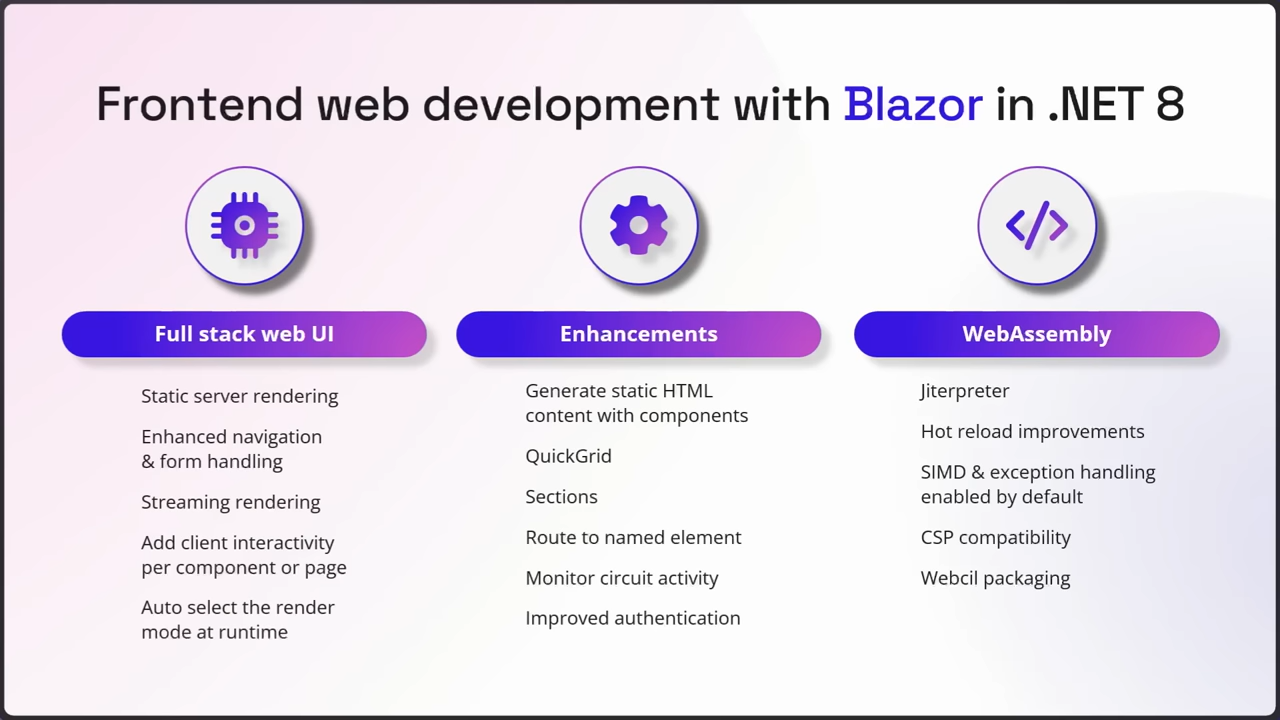 Frontend web development with Blazor in .NET 8
Full stack web UI
Static server rendering
Enhanced navigation
& form handling
Streaming rendering
Add client interactivity
per component or page
Auto select the render
mode at runtime
Enhancements
Generate static HTML
content with components
QuickGrid
Sections
Route to named element
Monitor circuit activity
Improved authentication
WebAssembly
Jiterpreter
Hot reload improvements
SIMD & exception handling
enabled by default
CSP compatibility
Webcil packaging